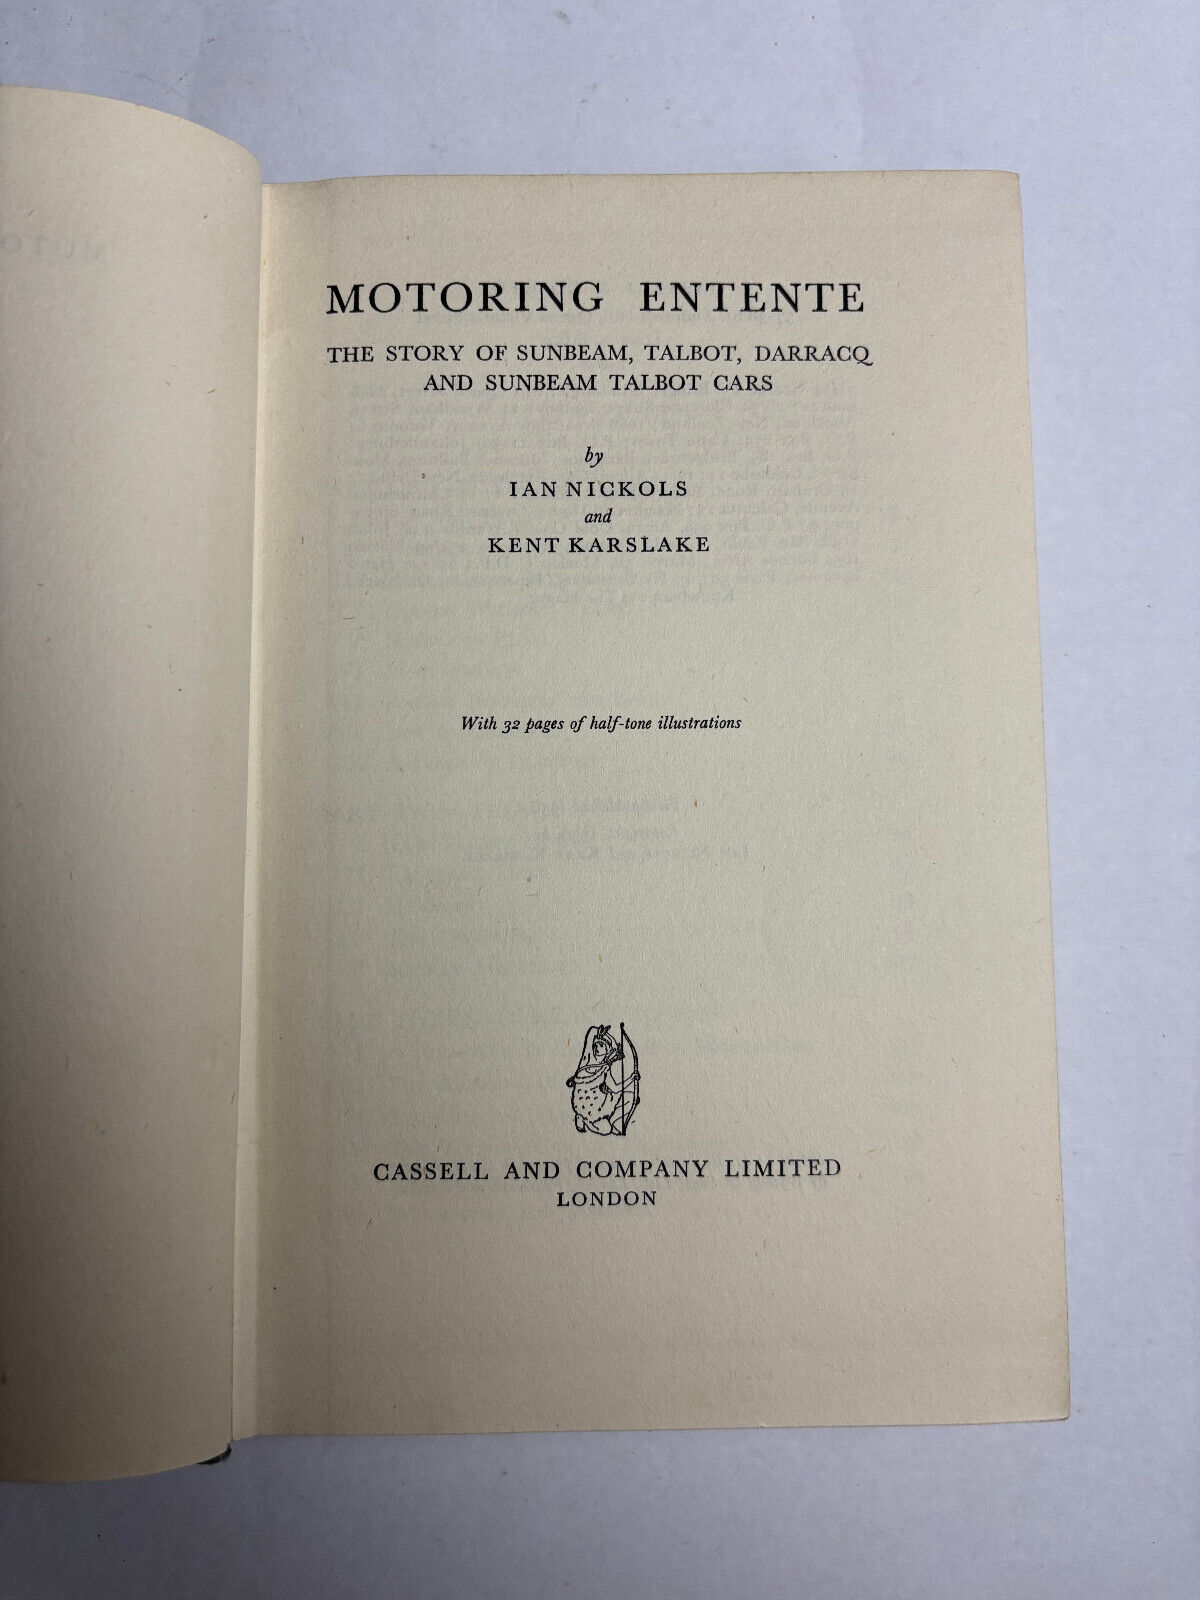 MOTORING ENTENTE
THE STORY OF SUNBEAM, TALBOT, DARRACQ
AND SUNBEAM TALBOT CARS
by
IAN NICKOLS
and
KENT KARSLAKE
With 32 pages of half-tone illustrations
CASSELL AND COMPANY LIMITED
LONDON